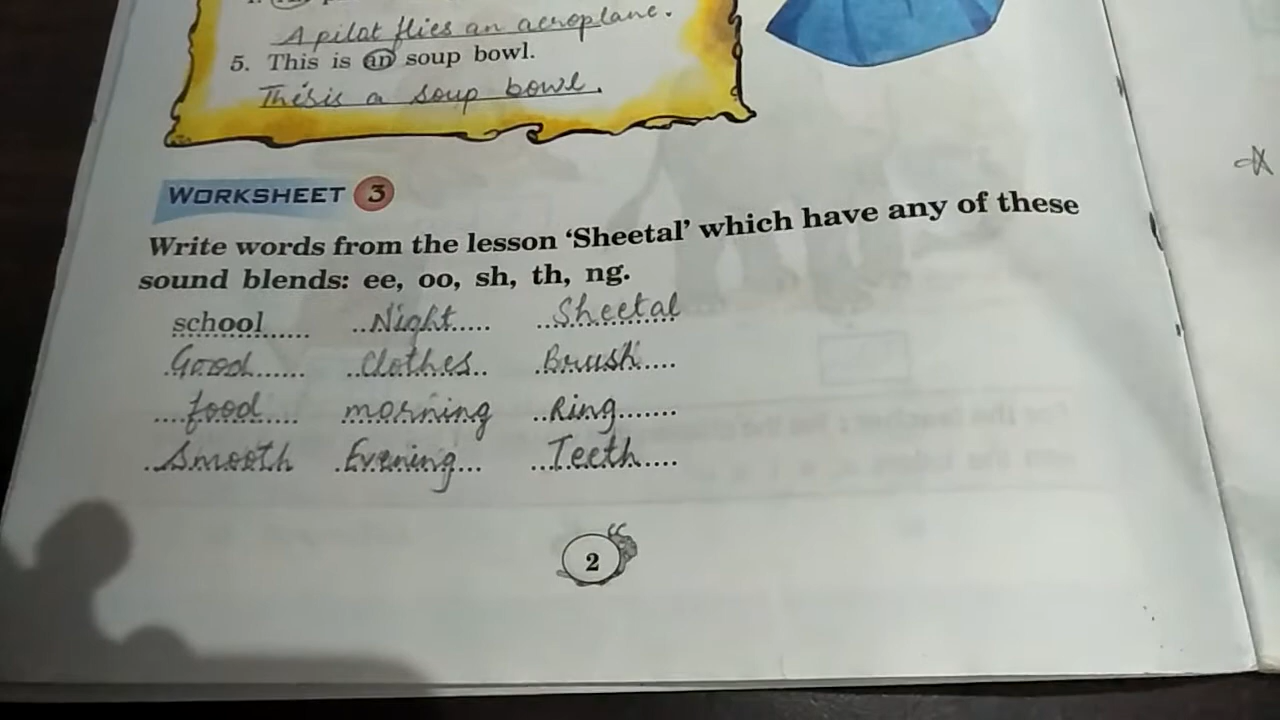 A pilot flies an aeroplane.
5. This is an soup bowl.
This is a soup bowl.
WORKSHEET 3
Write words from the lesson ‘Sheetal’ which have any of these
sound blends: ee, oo, sh, th, ng.
school Night Sheetal
Good Clothes Brush
food morning Ring
Smooth Evening Teeth
2